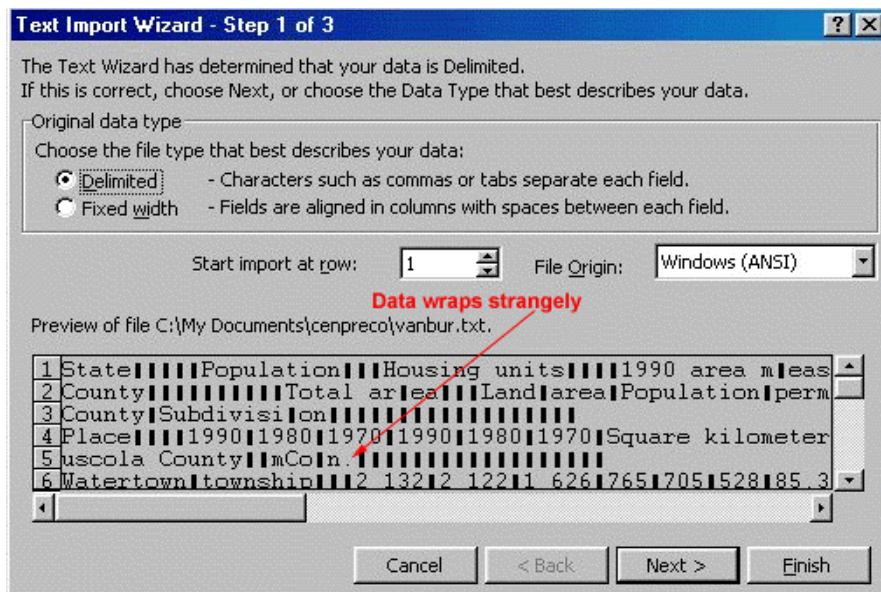 Text Import Wizard - Step 1 of 3
The Text Wizard has determined that your data is Delimited.
If this is correct, choose Next, or choose the Data Type that best describes your data.
Original data type
Choose the file type that best describes your data:
Delimited - Characters such as commas or tabs separate each field.
Fixed width - Fields are aligned in columns with spaces between each field.
Start import at row: 1 File Origin: Windows (ANSI)
Data wraps strangely
Preview of file C:\My Documents\cenpreco\vanbur.txt.
1 State▌▌▌▌▌Population▌▌▌Housing units▌▌▌▌1990 area m▌eas
2 County▌▌▌▌▌▌▌▌▌▌Total ar▌ea▌▌▌Land▌area▌Population▌perm
3 County▌Subdivisi▌on▌▌▌▌▌▌▌▌▌▌▌▌▌▌▌▌▌▌
4 Place▌▌▌▌1990▌1980▌1970▌1990▌1980▌1970▌Square kilometer
5 uscola County▌▌mCo▌n.▌▌▌▌▌▌▌▌▌▌▌▌▌▌▌▌▌▌
6 Watertown▌township▌▌▌2 132▌2 122▌1 626▌765▌705▌528▌85.3
Cancel < Back Next > Finish